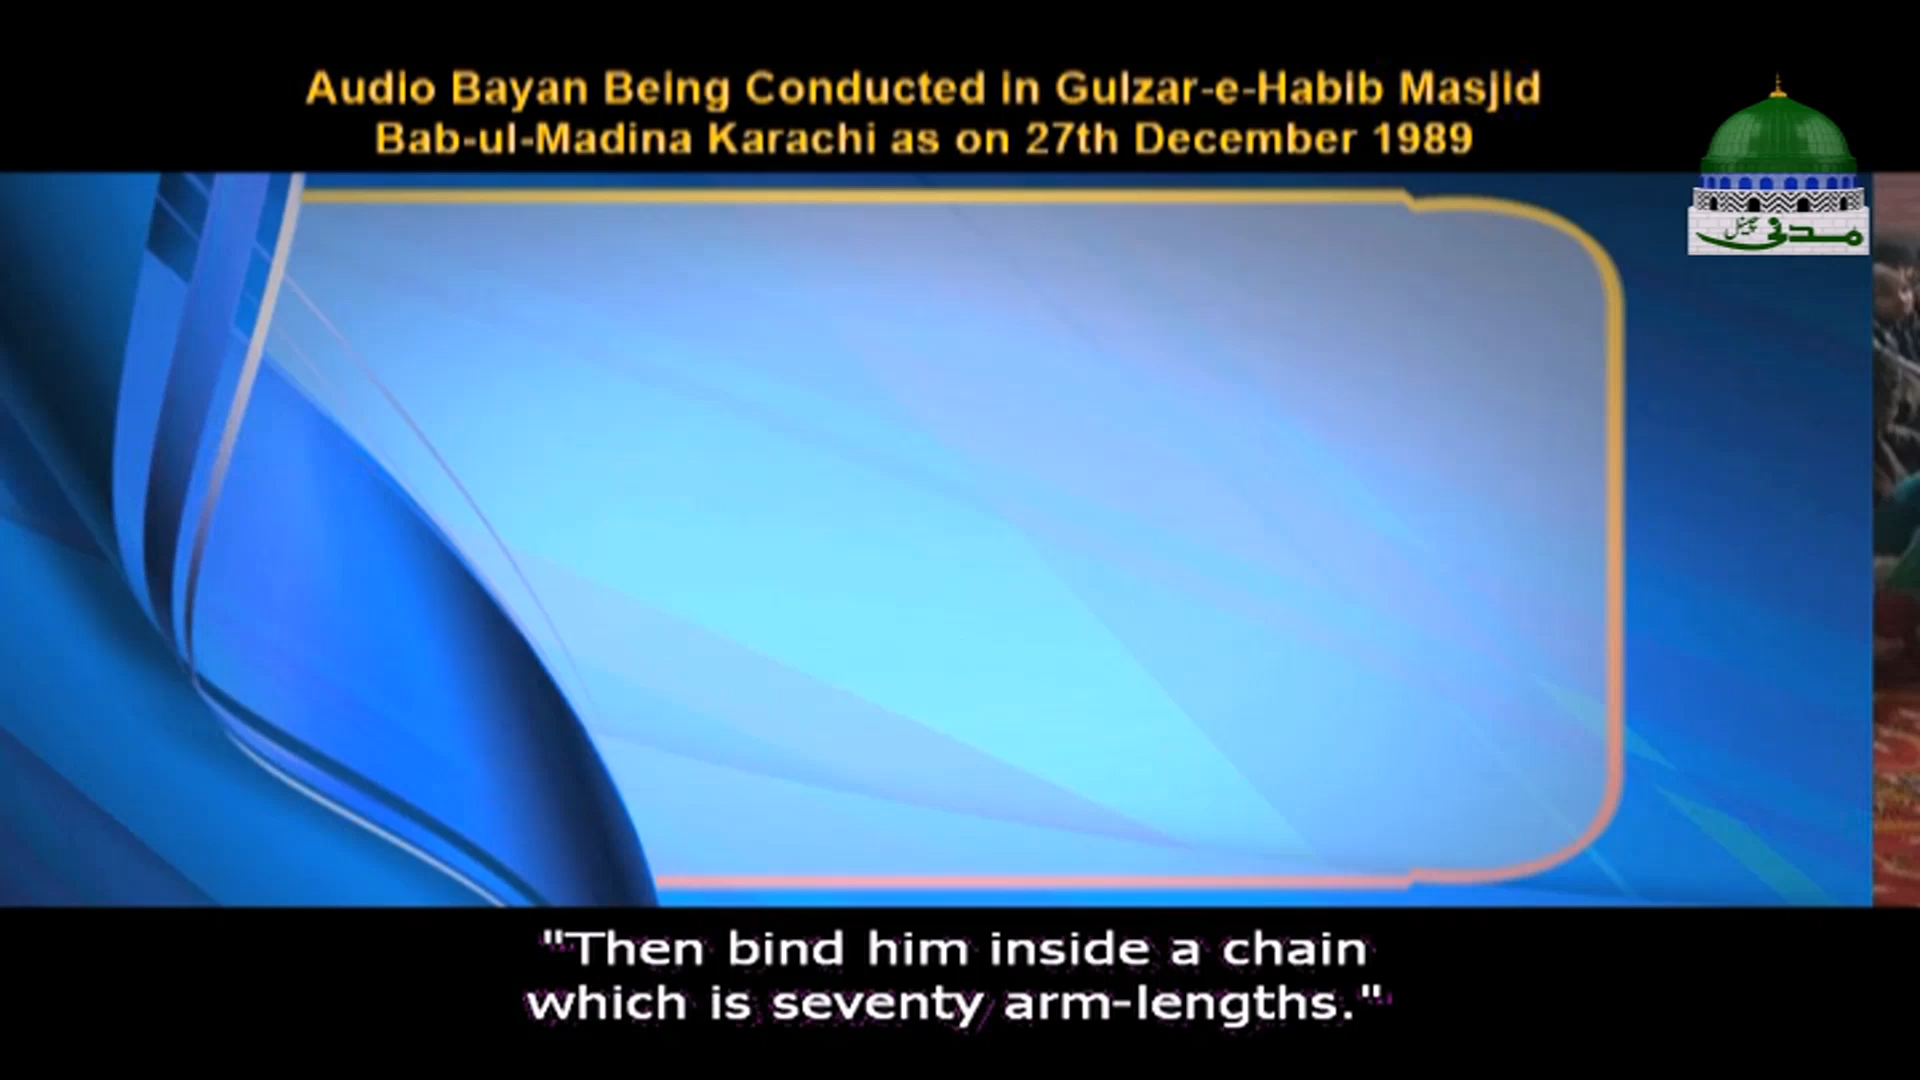 Audio Bayan Being Conducted in Gulzar-e-Habib Masjid
Bab-ul-Madina Karachi as on 27th December 1989
مدنی چینل
"Then bind him inside a chain
which is seventy arm-lengths."